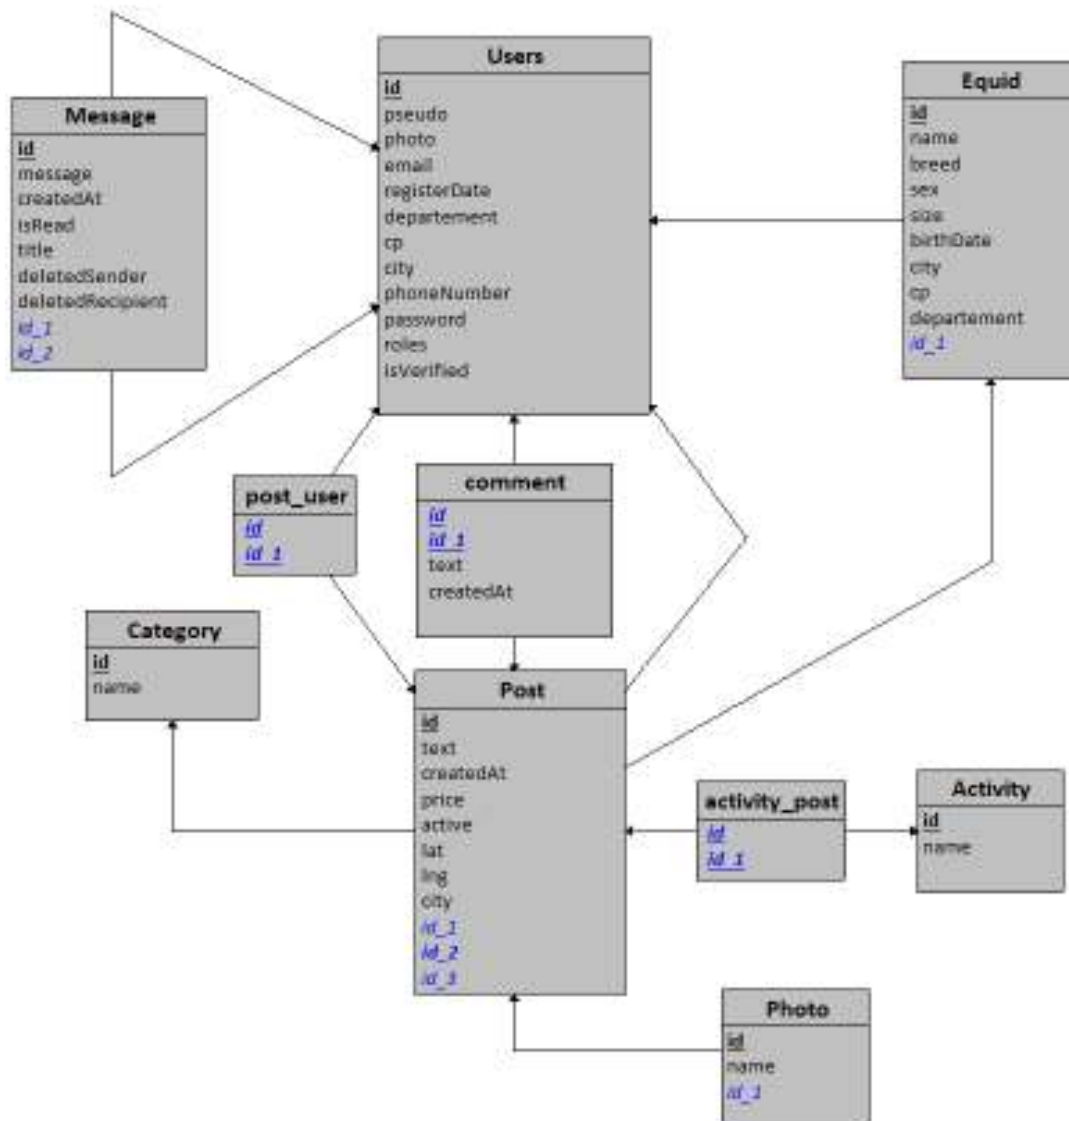 Users
id
pseudo
photo
email
registerDate
departement
cp
city
phoneNumber
password
roles
isVerified
Message
id
message
createdAt
isRead
title
deletedSender
deletedRecipient
id_1
id_2
Equid
id
name
breed
sex
size
birthDate
city
cp
departement
id_1
post_user
id
id_1
comment
id
id_1
text
createdAt
Category
id
name
Post
id
text
createdAt
price
active
lat
lng
city
id_1
id_2
id_3
activity_post
id
id_1
Activity
id
name
Photo
id
name
id_1